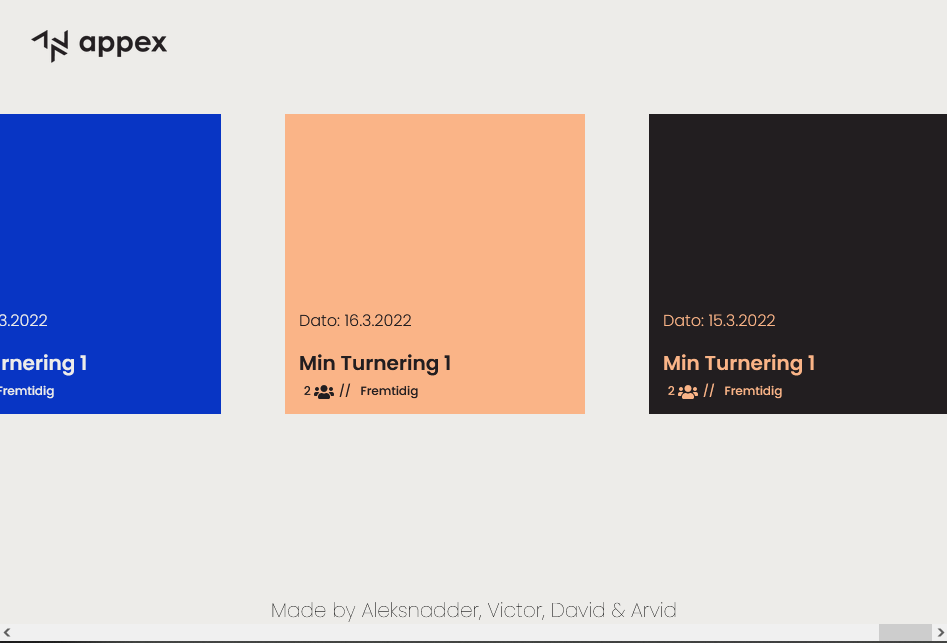 appex
3.2022
rnering 1
Fremtidig
Dato: 16.3.2022
Min Turnering 1
2 // Fremtidig
Dato: 15.3.2022
Min Turnering 1
2 // Fremtidig
Made by Aleksnadder, Victor, David & Arvid